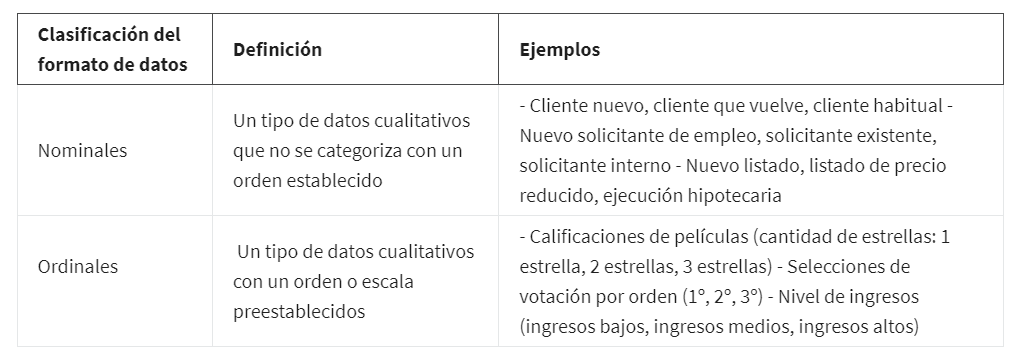 Clasificación del
formato de datos
Definición
Ejemplos
Nominales
Un tipo de datos cualitativos
que no se categoriza con un
orden establecido
- Cliente nuevo, cliente que vuelve, cliente habitual -
Nuevo solicitante de empleo, solicitante existente,
solicitante interno - Nuevo listado, listado de precio
reducido, ejecución hipotecaria
Ordinales
Un tipo de datos cualitativos
con un orden o escala
preestablecidos
- Calificaciones de películas (cantidad de estrellas: 1
estrella, 2 estrellas, 3 estrellas) - Selecciones de
votación por orden (1°, 2°, 3º) - Nivel de ingresos
(ingresos bajos, ingresos medios, ingresos altos)